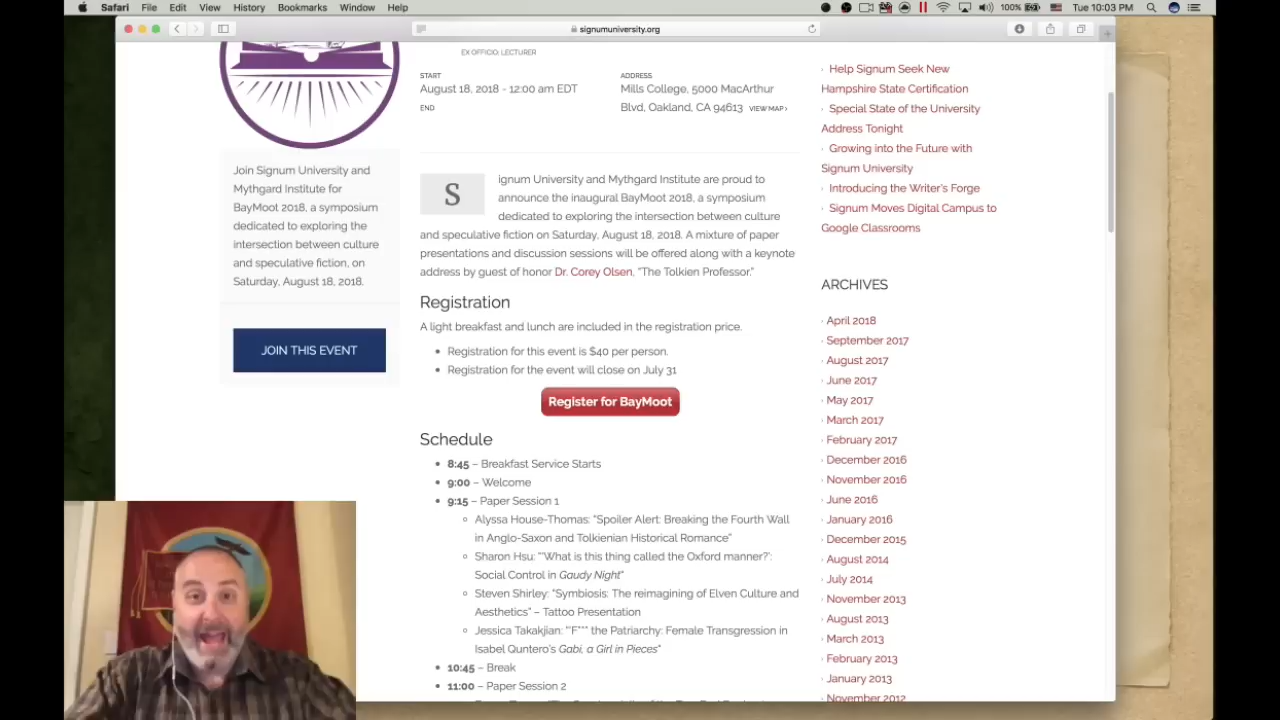 Safari File Edit View History Bookmarks Window Help
100% Tue 10:03 PM
signumuniversity.org
EX OFFICIO: LECTURER
START
August 18, 2018 - 12:00 am EDT
END
ADDRESS
Mills College, 5000 MacArthur
Blvd, Oakland, CA 94613 VIEW MAP ›
Join Signum University and
Mythgard Institute for
BayMoot 2018, a symposium
dedicated to exploring the
intersection between culture
and speculative fiction, on
Saturday, August 18, 2018.
JOIN THIS EVENT
Signum University and Mythgard Institute are proud to
announce the inaugural BayMoot 2018, a symposium
dedicated to exploring the intersection between culture
and speculative fiction on Saturday, August 18, 2018. A mixture of paper
presentations and discussion sessions will be offered along with a keynote
address by guest of honor Dr. Corey Olsen, "The Tolkien Professor."
Registration
A light breakfast and lunch are included in the registration price.
• Registration for this event is $40 per person.
• Registration for the event will close on July 31
Register for BayMoot
Schedule
• 8:45 – Breakfast Service Starts
• 9:00 – Welcome
• 9:15 – Paper Session 1
Alyssa House-Thomas: "Spoiler Alert: Breaking the Fourth Wall
in Anglo-Saxon and Tolkienian Historical Romance"
Sharon Hsu: "'What is this thing called the Oxford manner?':
Social Control in Gaudy Night"
Steven Shirley: "Symbiosis: The reimagining of Elven Culture and
Aesthetics" – Tattoo Presentation
Jessica Takakjian: "'F*** the Patriarchy: Female Transgression in
Isabel Quntero's Gabi, a Girl in Pieces"
• 10:45 – Break
• 11:00 – Paper Session 2
Help Signum Seek New
Hampshire State Certification
Special State of the University
Address Tonight
Growing into the Future with
Signum University
Introducing the Writer's Forge
Signum Moves Digital Campus to
Google Classrooms
ARCHIVES
April 2018
September 2017
August 2017
June 2017
May 2017
March 2017
February 2017
December 2016
November 2016
June 2016
January 2016
December 2015
August 2014
July 2014
November 2013
August 2013
March 2013
February 2013
January 2013
November 2012